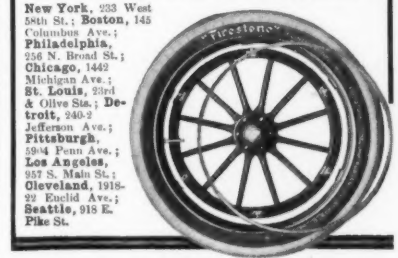 New York, 233 West
58th St.; Boston, 145
Columbus Ave.;
Philadelphia,
256 N. Broad St.;
Chicago, 1442
Michigan Ave.;
St. Louis, 23rd
& Olive Sts.; De-
troit, 240-2
Jefferson Ave.;
Pittsburgh,
5904 Penn Ave.;
Los Angeles,
957 S. Main St.;
Cleveland, 1918-
22 Euclid Ave.;
Seattle, 918 E.
Pike St.
"Firestone"